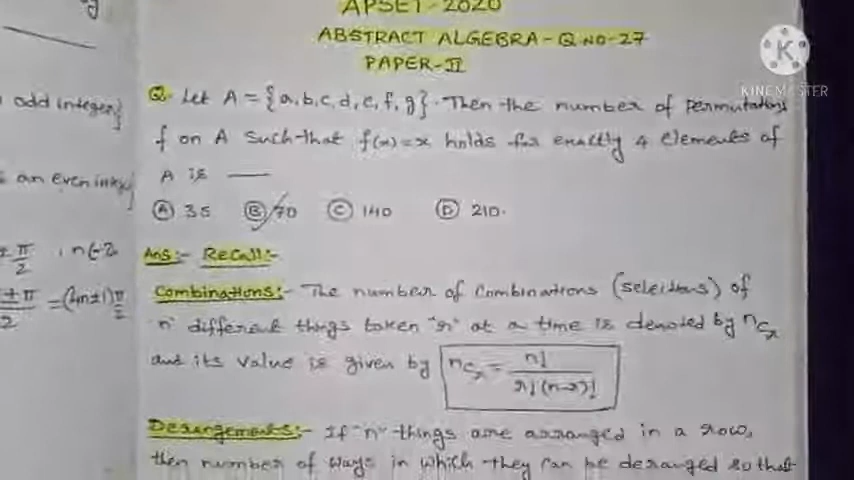 APSET-2020
ABSTRACT ALGEBRA - Q.NO-27
PAPER-II
KINEMASTER
Q. Let A = {a,b,c,d,e,f,g}. Then the number of permutations
odd integer}
f on A such that f(x)=x holds for exactly 4 elements of
A is —
an even integer}
(A) 35 (B) 70 (C) 140 (D) 210.
Ans:- Recall:-
Combinations:- The number of combinations (selections) of
'n' different things taken "r" at a time is denoted by nCr
and its value is given by nCr = n!/r!(n-r)!
Derangements:- If "n" things are arranged in a row,
then number of ways in which they can be deranged so that